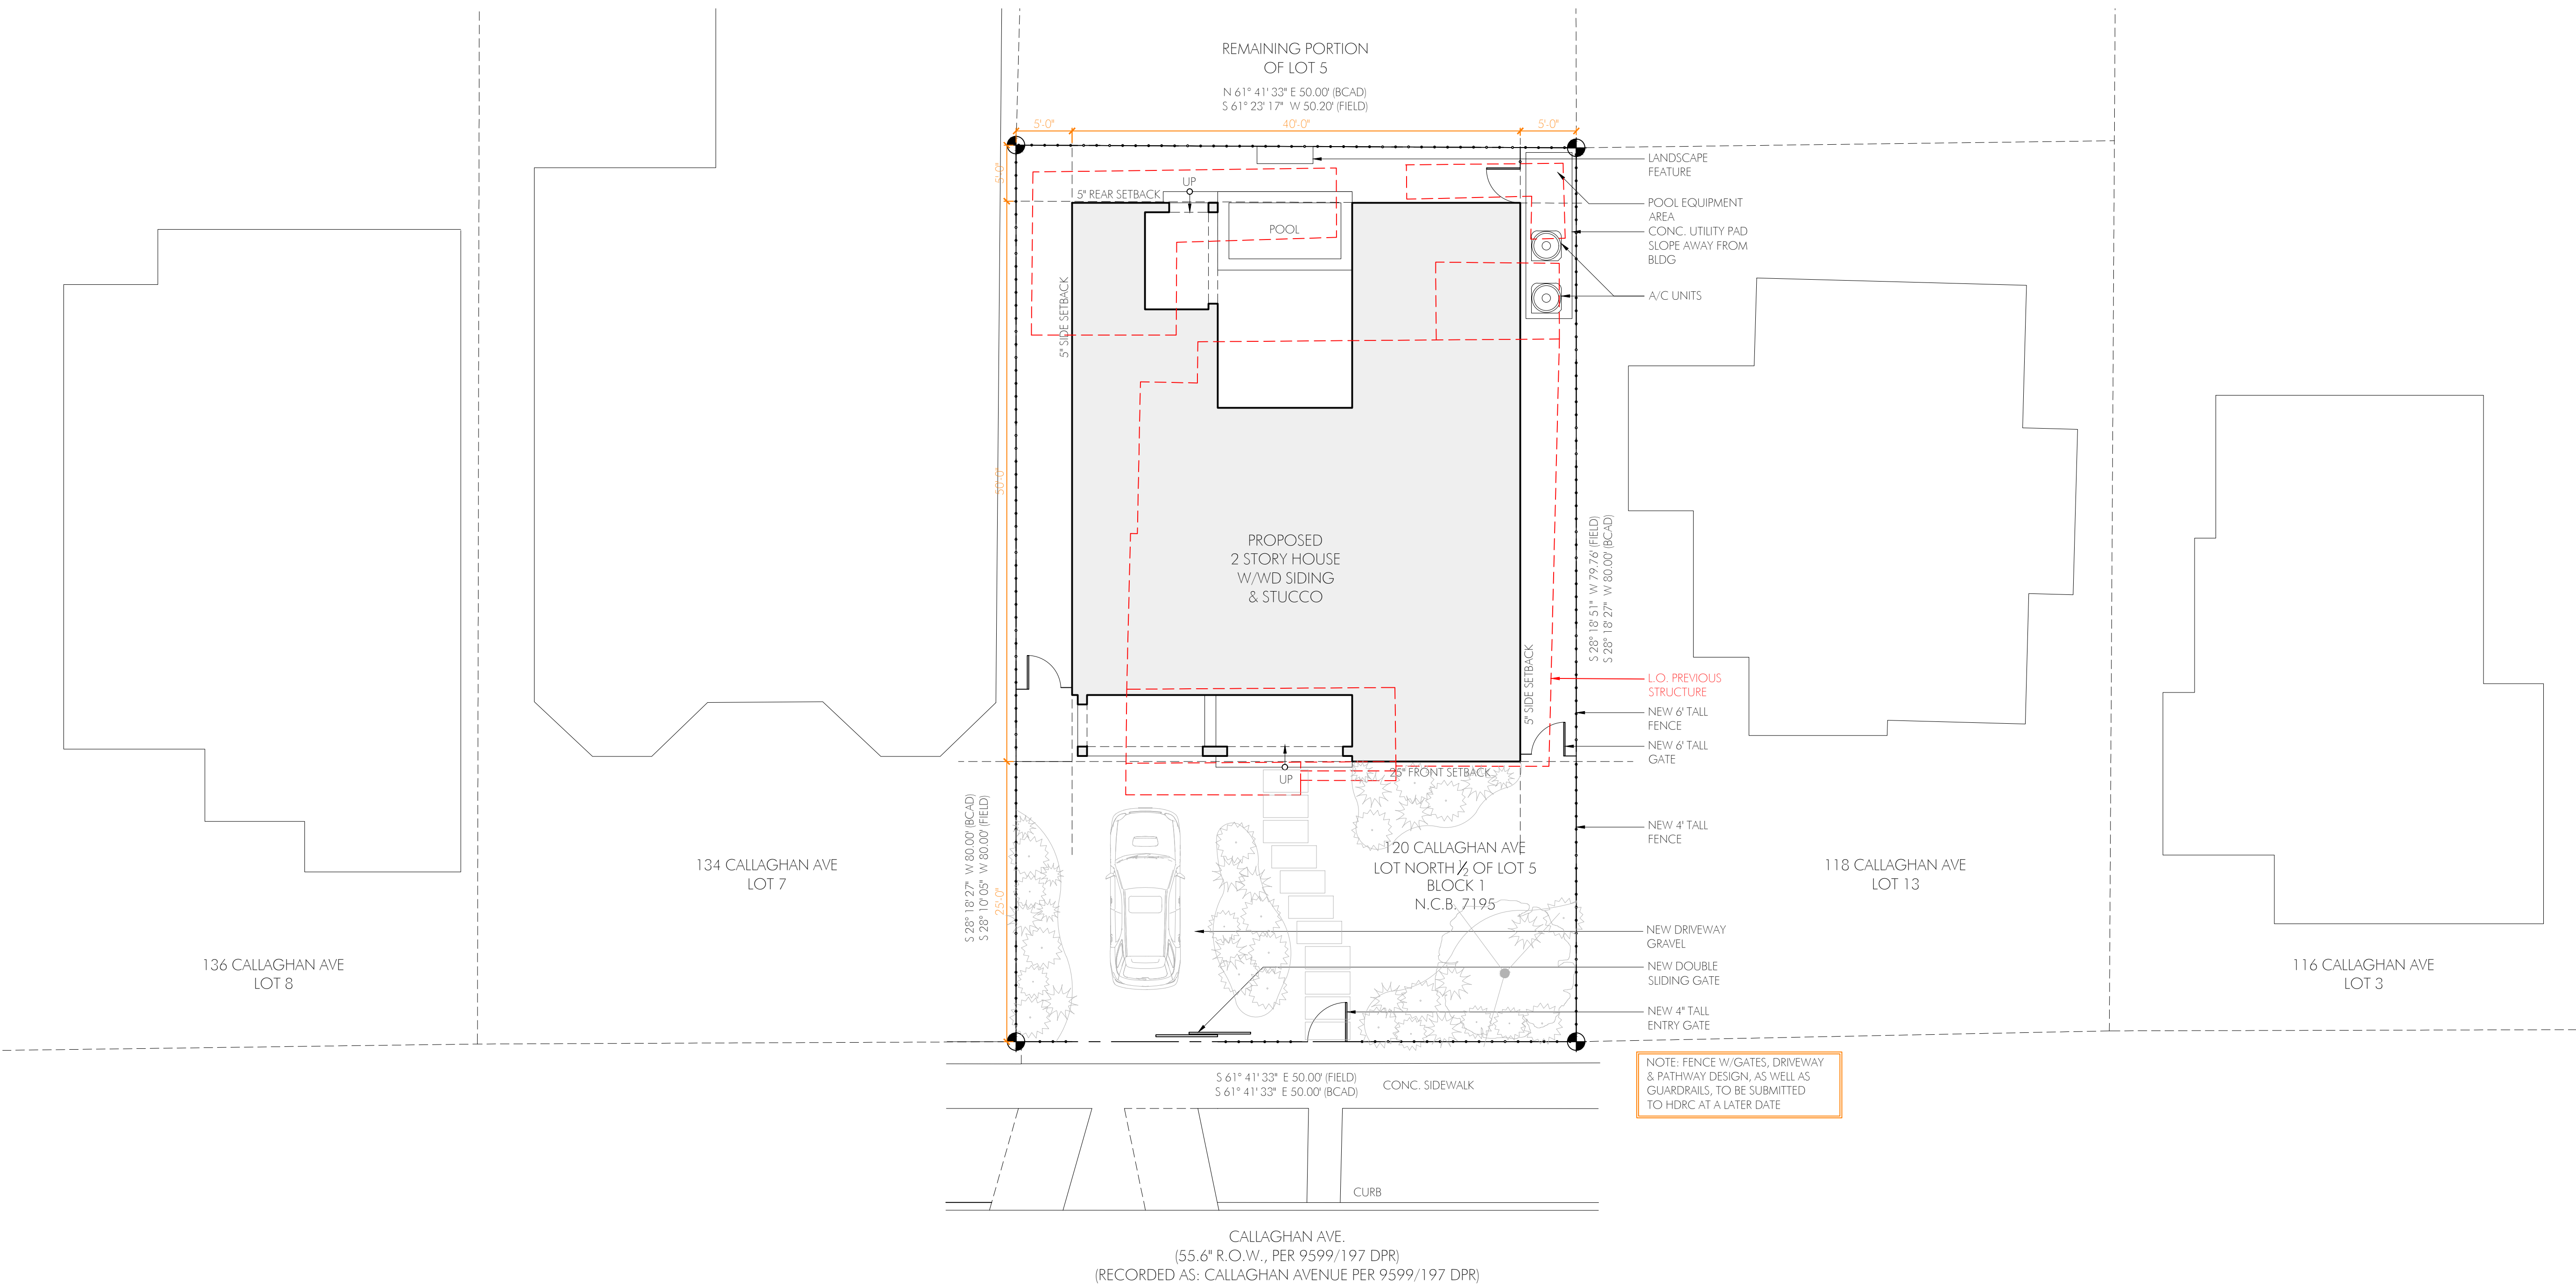 REMAINING PORTION
OF LOT 5
N 61° 41' 33" E 50.00' (BCAD)
S 61° 23' 17" W 50.20' (FIELD)
5'-0"
40'-0"
5'-0"
5'-0"
5" REAR SETBACK
UP
POOL
LANDSCAPE
FEATURE
POOL EQUIPMENT
AREA
CONC. UTILITY PAD
SLOPE AWAY FROM
BLDG
A/C UNITS
5" SIDE SETBACK
50'-0"
PROPOSED
2 STORY HOUSE
W/WD SIDING
& STUCCO
S 28° 18' 51" W 79.76' (FIELD)
S 28° 18' 27" W 80.00' (BCAD)
5" SIDE SETBACK
L.O. PREVIOUS
STRUCTURE
NEW 6' TALL
FENCE
NEW 6' TALL
GATE
UP
25" FRONT SETBACK
NEW 4' TALL
FENCE
S 28° 18' 27" W 80.00' (BCAD)
S 28° 10' 05" W 80.00' (FIELD)
25'-0"
120 CALLAGHAN AVE
LOT NORTH ½ OF LOT 5
BLOCK 1
N.C.B. 7195
134 CALLAGHAN AVE
LOT 7
118 CALLAGHAN AVE
LOT 13
136 CALLAGHAN AVE
LOT 8
116 CALLAGHAN AVE
LOT 3
NEW DRIVEWAY
GRAVEL
NEW DOUBLE
SLIDING GATE
NEW 4" TALL
ENTRY GATE
NOTE: FENCE W/GATES, DRIVEWAY
& PATHWAY DESIGN, AS WELL AS
GUARDRAILS, TO BE SUBMITTED
TO HDRC AT A LATER DATE
S 61° 41' 33" E 50.00' (FIELD)
S 61° 41' 33" E 50.00' (BCAD)
CONC. SIDEWALK
CURB
CALLAGHAN AVE.
(55.6" R.O.W., PER 9599/197 DPR)
(RECORDED AS: CALLAGHAN AVENUE PER 9599/197 DPR)